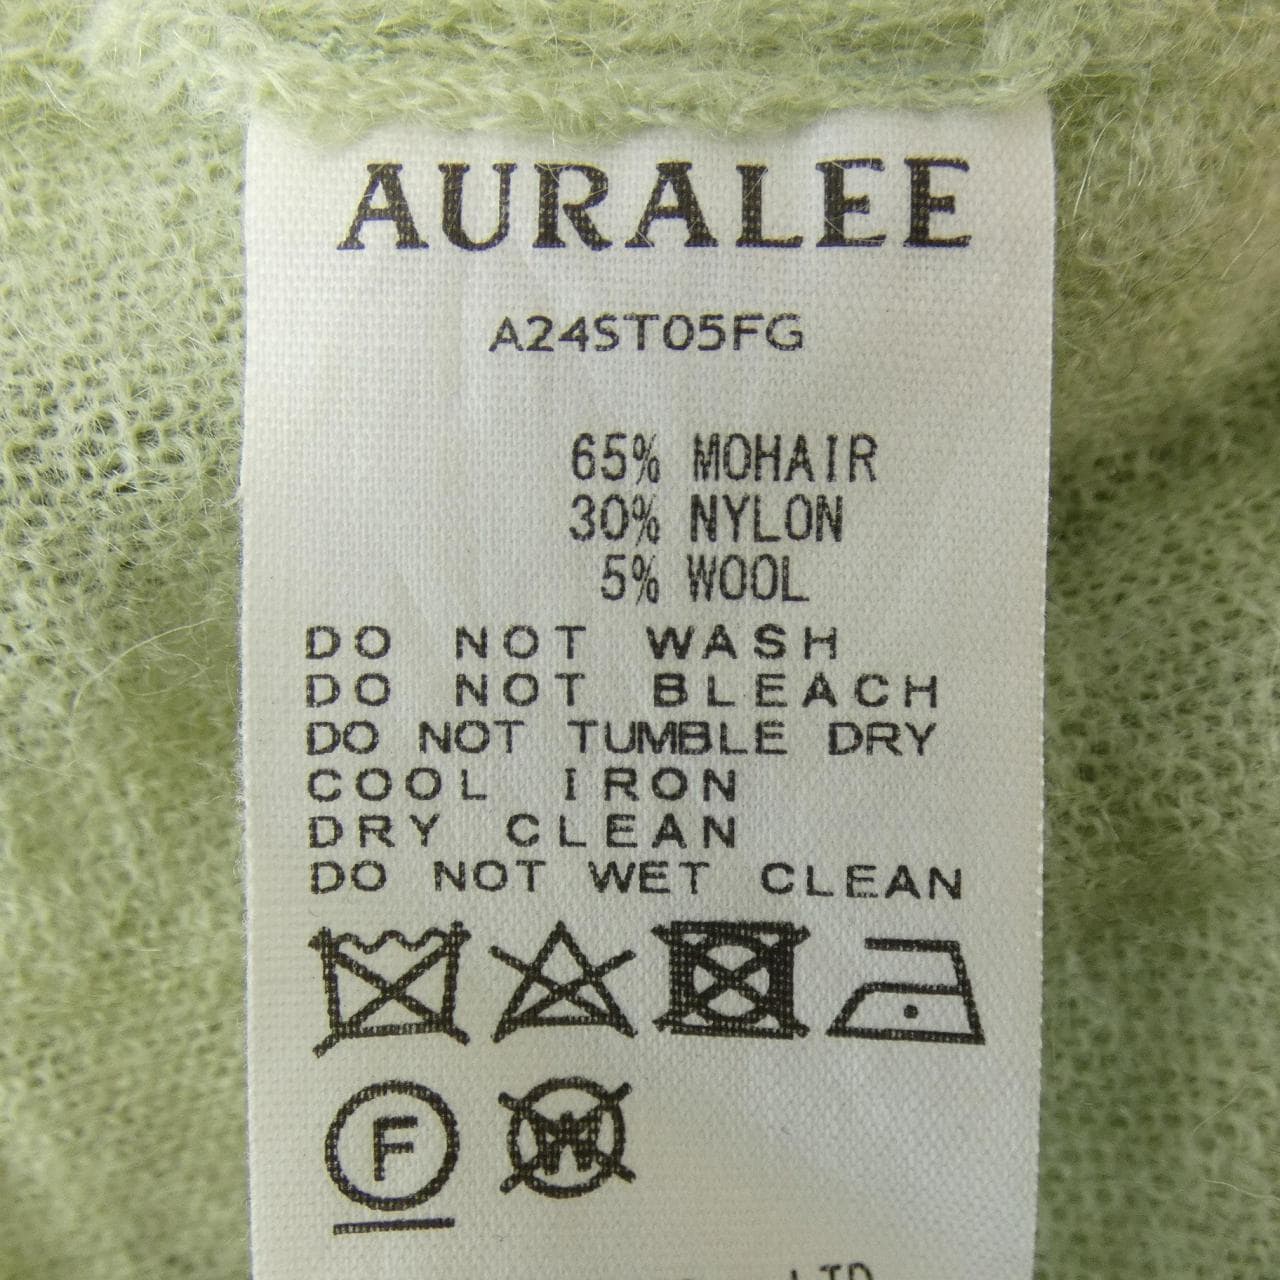 AURALEE
A24ST05FG
65% MOHAIR
30% NYLON
5% WOOL
DO NOT WASH
DO NOT BLEACH
DO NOT TUMBLE DRY
COOL IRON
DRY CLEAN
DO NOT WET CLEAN
F W
LTD